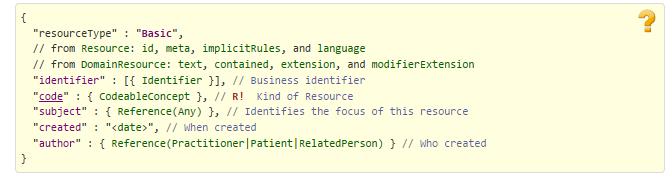 {
"resourceType" : "Basic",
// from Resource: id, meta, implicitRules, and language
// from DomainResource: text, contained, extension, and modifierExtension
"identifier" : [{ Identifier }], // Business identifier
"code" : { CodeableConcept }, // R!  Kind of Resource
"subject" : { Reference(Any) }, // Identifies the focus of this resource
"created" : "<date>", // When created
"author" : { Reference(Practitioner|Patient|RelatedPerson) } // Who created
}
?